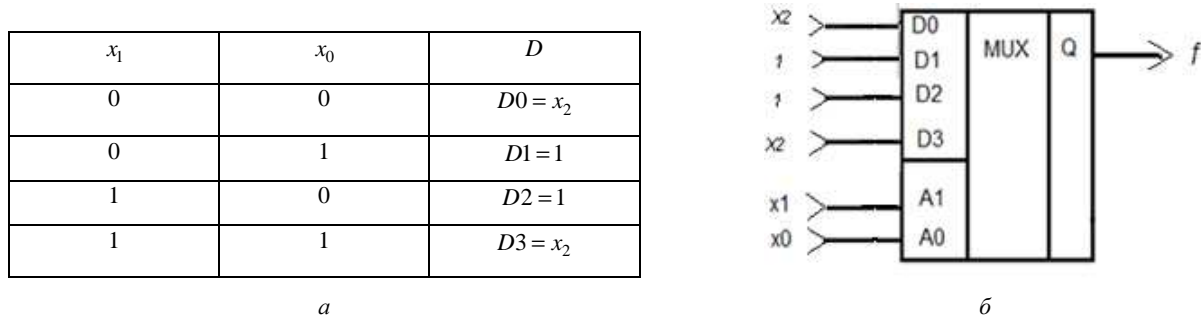 x₁ x₀ D
0 0 D0 = x₂
0 1 D1 = 1
1 0 D2 = 1
1 1 D3 = x₂
а
X2 D0 MUX Q f
1 D1
1 D2
X2 D3
x1 A1
x0 A0
б